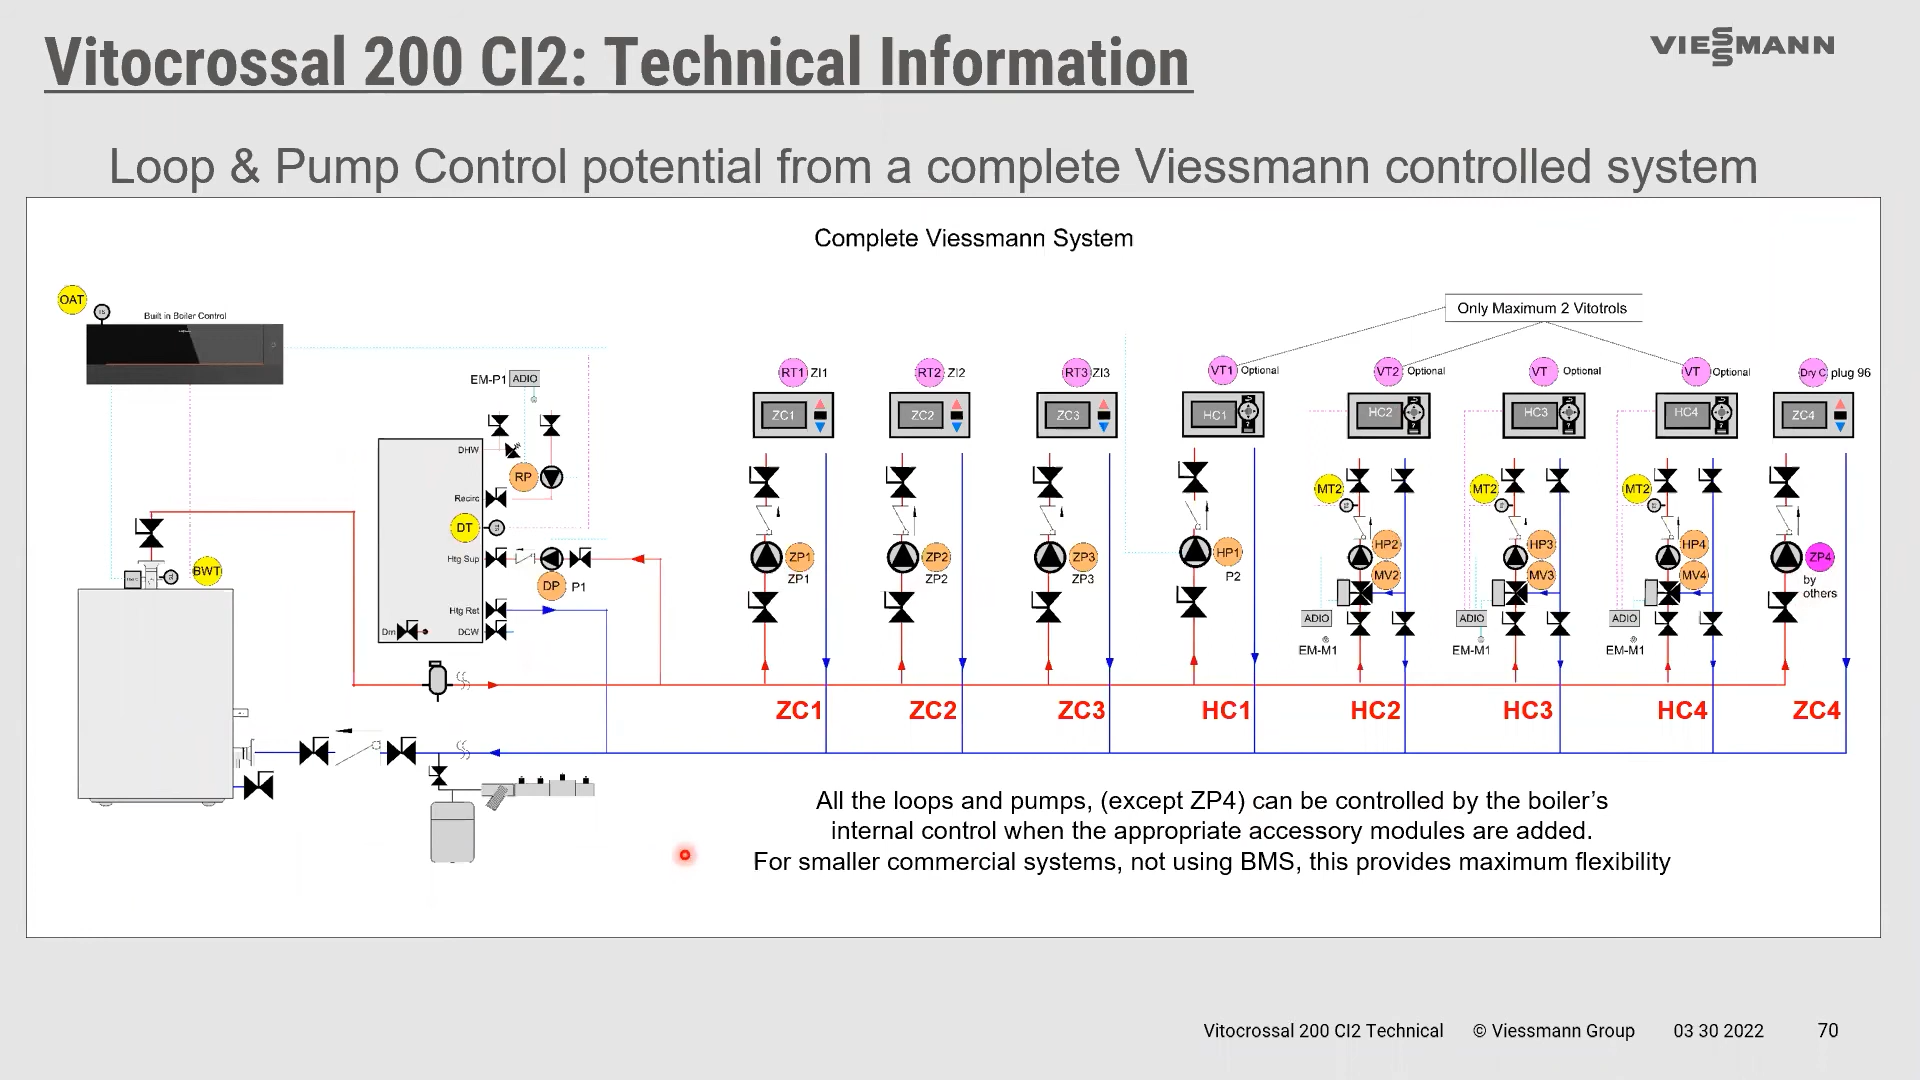 Vitocrossal 200 CI2: Technical Information
VIESSMANN
Loop & Pump Control potential from a complete Viessmann controlled system
Complete Viessmann System
OAT
Built in Boiler Control
Only Maximum 2 Vitotrols
EM-P1 ADIO
RT1 ZI1
RT2 ZI2
RT3 ZI3
VT1 Optional
VT2 Optional
VT Optional
VT Optional
Dry C plug 96
ZC1
ZC2
ZC3
HC1
HC2
HC3
HC4
ZC4
DHW
RP
Recirc
DT
Htg Sup
DP P1
Htg Ret
Drn
DCW
BWT
ZP1
ZP1
ZP2
ZP2
ZP3
ZP3
HP1
P2
MT2
HP2
MV2
ADIO
EM-M1
MT2
HP3
MV3
ADIO
EM-M1
MT2
HP4
MV4
ADIO
EM-M1
ZP4
by
others
ZC1 ZC2 ZC3 HC1 HC2 HC3 HC4 ZC4
All the loops and pumps, (except ZP4) can be controlled by the boiler's
internal control when the appropriate accessory modules are added.
For smaller commercial systems, not using BMS, this provides maximum flexibility
Vitocrossal 200 CI2 Technical © Viessmann Group 03 30 2022 70